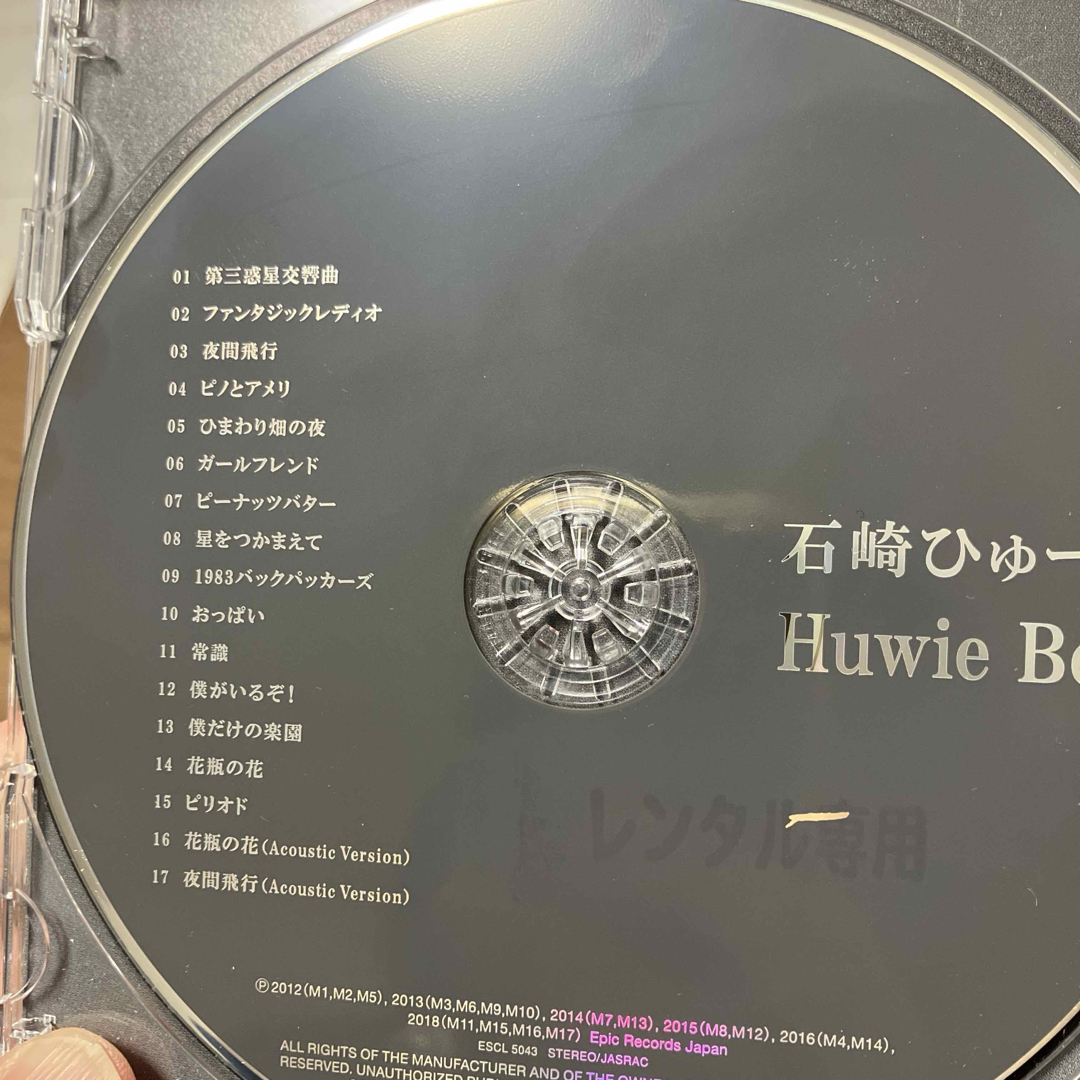 01 第三惑星交響曲
02 ファンタジックレディオ
03 夜間飛行
04 ピノとアメリ
05 ひまわり畑の夜
06 ガールフレンド
07 ピーナッツバター
08 星をつかまえて
09 1983バックパッカーズ
10 おっぱい
11 常識
12 僕がいるぞ!
13 僕だけの楽園
14 花瓶の花
15 ピリオド
16 花瓶の花(Acoustic Version)
17 夜間飛行(Acoustic Version)
石崎ひゅー
Huwie Be
レンタル専用
℗2012(M1,M2,M5), 2013(M3,M6,M9,M10), 2014(M7,M13), 2015(M8,M12), 2016(M4,M14),
2018(M11,M15,M16,M17) Epic Records Japan
ESCL 5043 STEREO/JASRAC
ALL RIGHTS OF THE MANUFACTURER AND OF THE OWNE
RESERVED. UNAUTHORIZED